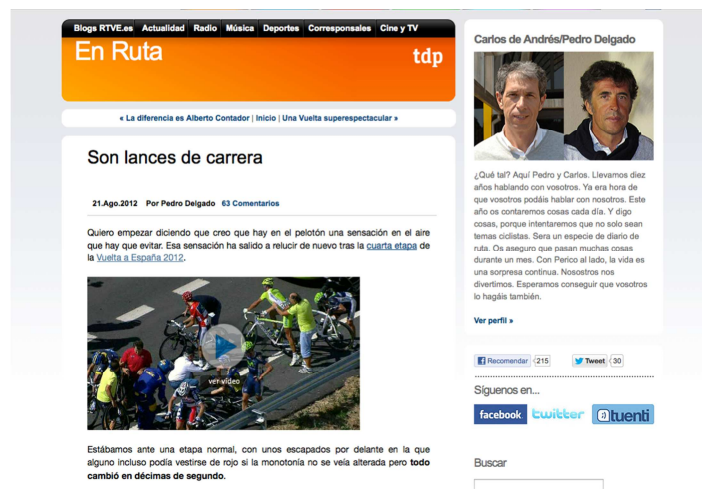 Blogs RTVE.es Actualidad Radio Música Deportes Corresponsales Cine y TV
En Ruta
tdp
« La diferencia es Alberto Contador | Inicio | Una Vuelta superespectacular »
Son lances de carrera
21.Ago.2012 Por Pedro Delgado 63 Comentarios
Quiero empezar diciendo que creo que hay en el pelotón una sensación en el aire
que hay que evitar. Esa sensación ha salido a relucir de nuevo tras la cuarta etapa de
la Vuelta a España 2012.
ver vídeo
Estábamos ante una etapa normal, con unos escapados por delante en la que
alguno incluso podía vestirse de rojo si la monotonía no se veía alterada pero todo
cambió en décimas de segundo.
Carlos de Andrés/Pedro Delgado
¿Qué tal? Aquí Pedro y Carlos. Llevamos diez
años hablando con vosotros. Ya era hora de
que vosotros podáis hablar con nosotros. Este
año os contaremos cosas cada día. Y digo
cosas, porque intentaremos que no solo sean
temas ciclistas. Sera un especie de diario de
ruta. Os aseguro que pasan muchas cosas
durante un mes. Con Perico al lado, la vida es
una sorpresa continua. Nosostros nos
divertimos. Esperamos conseguir que vosotros
lo hagáis también.
Ver perfil »
Recomendar 215 Tweet 30
Síguenos en...
facebook twitter tuenti
Buscar